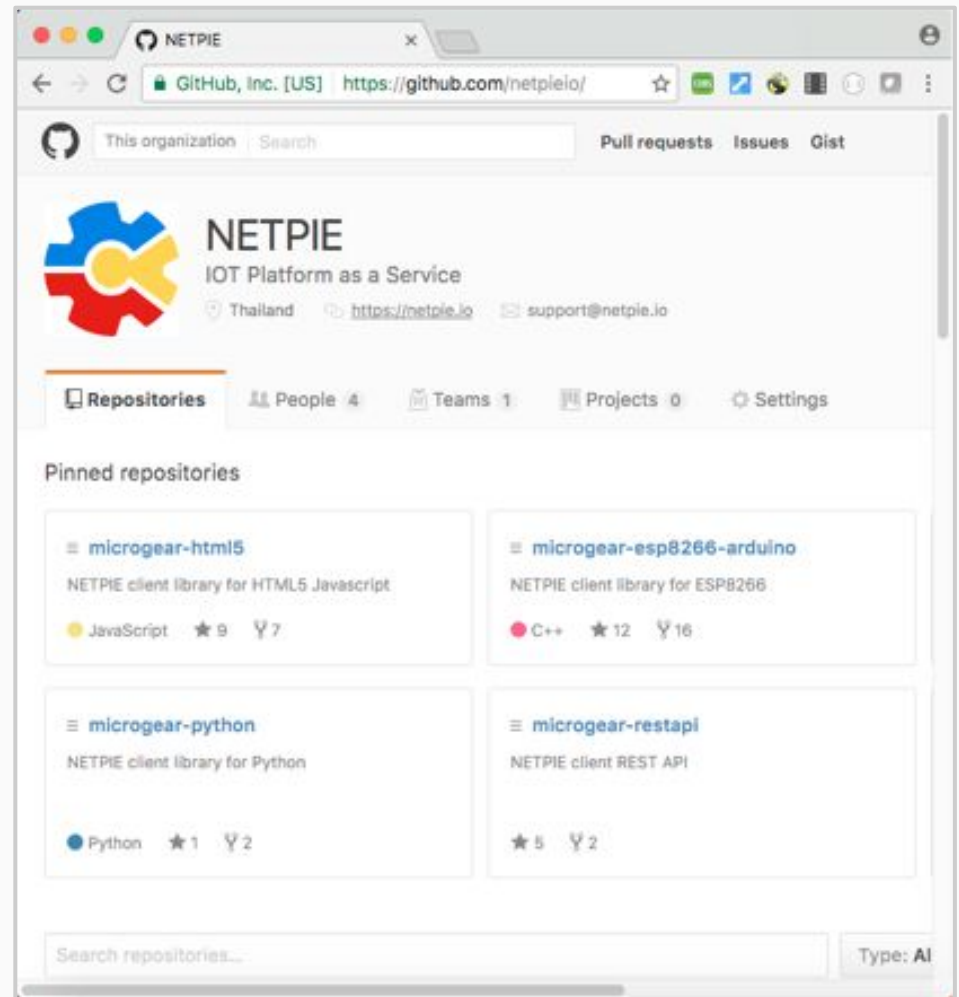 NETPIE
GitHub, Inc. [US] https://github.com/netpieio/
This organization Search Pull requests Issues Gist
NETPIE
IOT Platform as a Service
Thailand https://netpie.io support@netpie.io
Repositories People 4 Teams 1 Projects 0 Settings
Pinned repositories
microgear-html5
NETPIE client library for HTML5 Javascript
JavaScript 9 7
microgear-esp8266-arduino
NETPIE client library for ESP8266
C++ 12 16
microgear-python
NETPIE client library for Python
Python 1 2
microgear-restapi
NETPIE client REST API
5 2
Search repositories... Type: Al